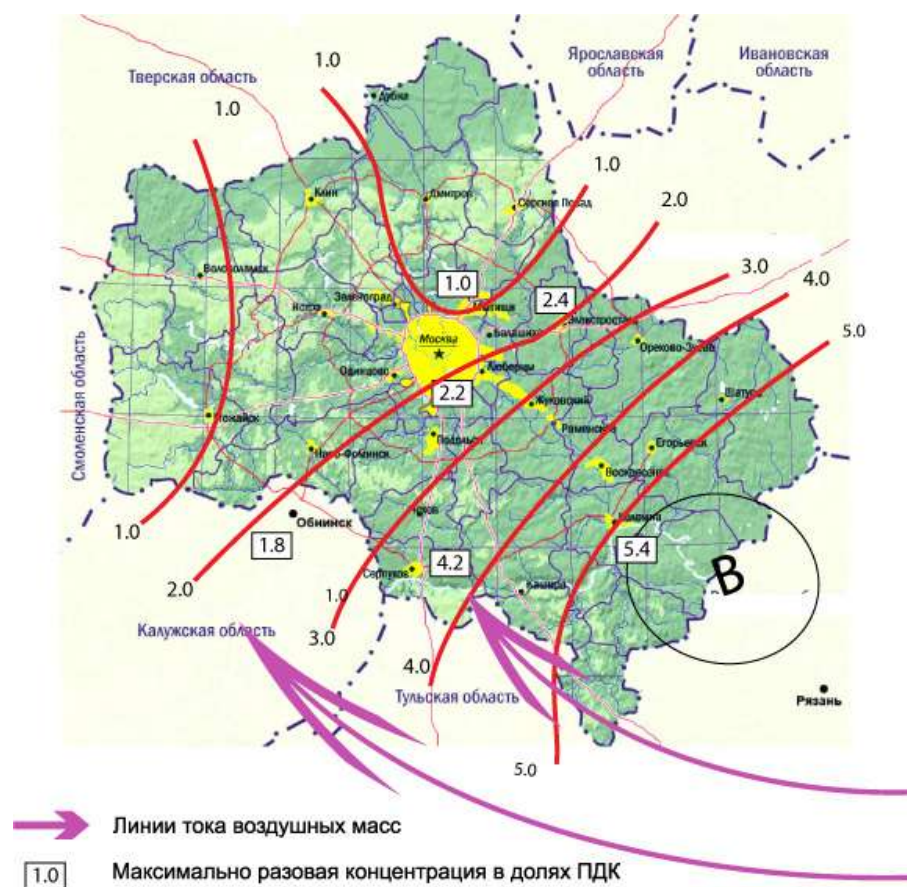 Ярославская
область
Ивановская
область
Тверская область
1.0
1.0
Дубна
1.0
Клин
Дмитров
Сергиев Посад
2.0
3.0
4.0
5.0
Волоколамск
1.0
2.4
Зеленоград
Мытищи
Истра
Электросталь
Балашиха
Москва
Орехово-Зуево
Одинцово
Люберцы
2.2
Жуковский
Шатура
Можайск
Раменское
Подольск
Егорьевск
Наро-Фоминск
Воскресенск
Смоленская область
Обнинск
Чехов
Коломна
1.0
1.8
4.2
5.4
Серпухов
В
2.0
1.0
Кашира
Калужская область
3.0
4.0
Тульская область
Рязань
5.0
Линии тока воздушных масс
1.0
Максимально разовая концентрация в долях ПДК